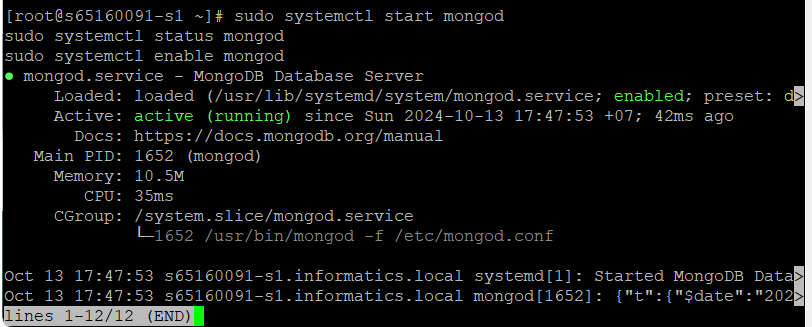 [root@s65160091-s1 ~]# sudo systemctl start mongod
sudo systemctl status mongod
sudo systemctl enable mongod
● mongod.service - MongoDB Database Server
     Loaded: loaded (/usr/lib/systemd/system/mongod.service; enabled; preset: d>
     Active: active (running) since Sun 2024-10-13 17:47:53 +07; 42ms ago
       Docs: https://docs.mongodb.org/manual
   Main PID: 1652 (mongod)
     Memory: 10.5M
        CPU: 35ms
     CGroup: /system.slice/mongod.service
             └─1652 /usr/bin/mongod -f /etc/mongod.conf

Oct 13 17:47:53 s65160091-s1.informatics.local systemd[1]: Started MongoDB Data>
Oct 13 17:47:53 s65160091-s1.informatics.local mongod[1652]: {"t":{"$date":"202>
lines 1-12/12 (END)